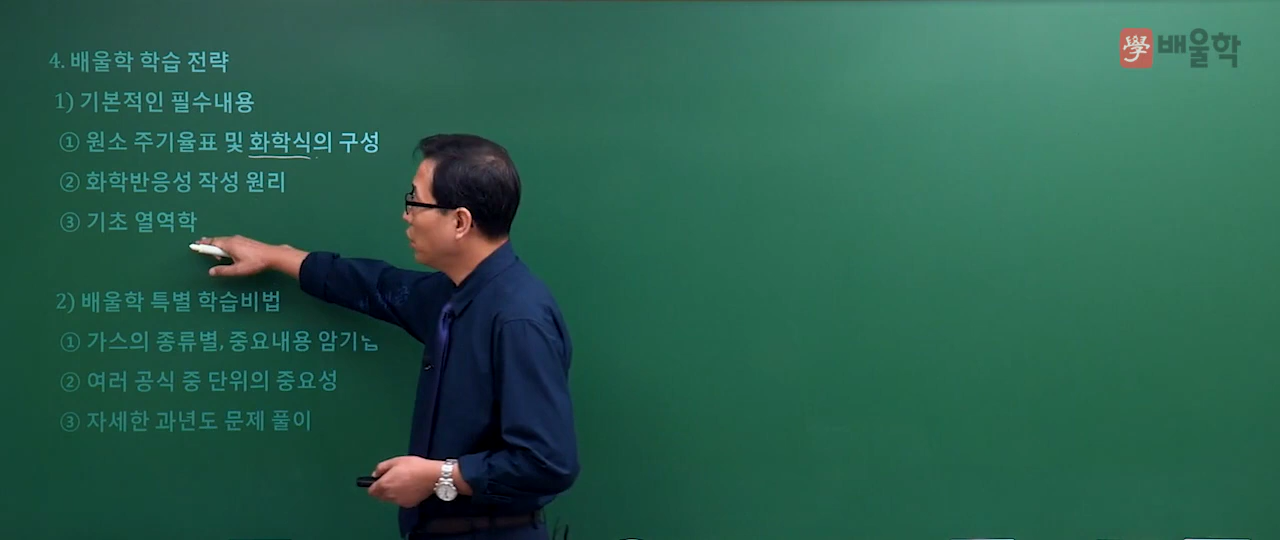 學 배울학
4. 배울학 학습 전략
1) 기본적인 필수내용
① 원소 주기율표 및 화학식의 구성
② 화학반응성 작성 원리
③ 기초 열역학
2) 배울학 특별 학습비법
① 가스의 종류별, 중요내용
② 여러 공식 중 단위의 중요성
③ 자세한 과년도 문제 풀이